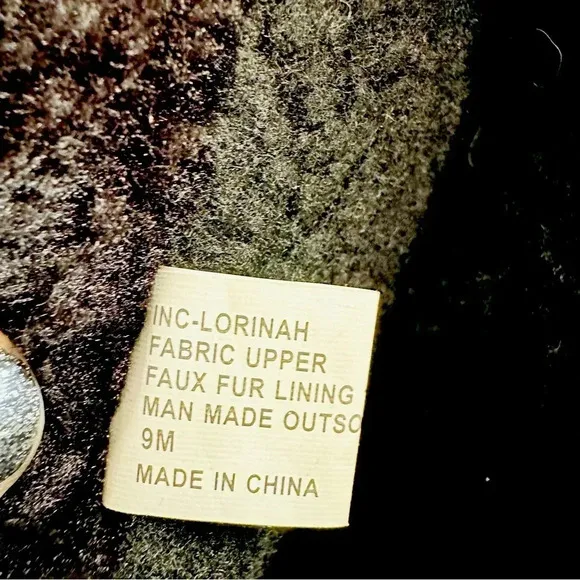 INC-LORINAH
FABRIC UPPER
FAUX FUR LINING
MAN MADE OUTSO
9M
MADE IN CHINA